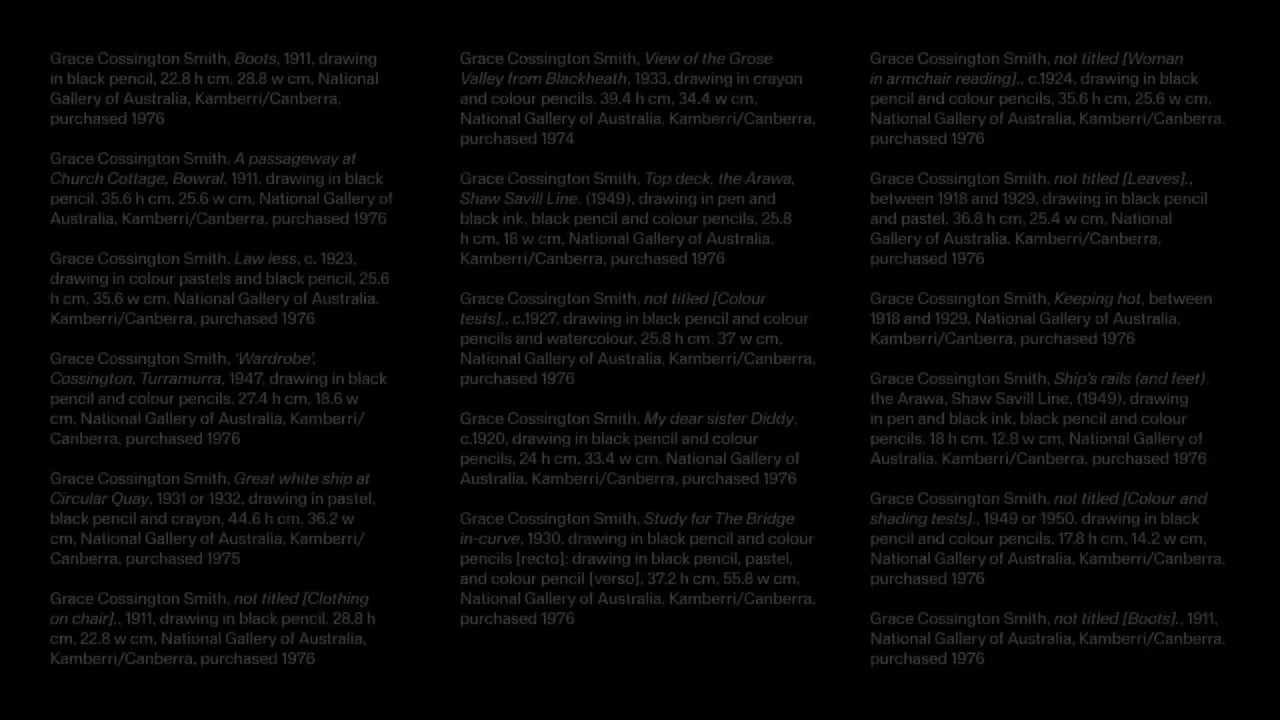 Grace Cossington Smith, Boots, 1911, drawing
in black pencil, 22.8 h cm, 28.8 w cm, National
Gallery of Australia, Kamberri/Canberra,
purchased 1976
Grace Cossington Smith, A passageway at
Church Cottage, Bowral, 1911, drawing in black
pencil, 35.6 h cm, 25.6 w cm, National Gallery of
Australia, Kamberri/Canberra, purchased 1976
Grace Cossington Smith, Law less, c. 1923,
drawing in colour pastels and black pencil, 25.6
h cm, 35.6 w cm, National Gallery of Australia,
Kamberri/Canberra, purchased 1976
Grace Cossington Smith, 'Wardrobe',
Cossington, Turramurra, 1947, drawing in black
pencil and colour pencils, 27.4 h cm, 18.6 w
cm, National Gallery of Australia, Kamberri/
Canberra, purchased 1976
Grace Cossington Smith, Great white ship at
Circular Quay, 1931 or 1932, drawing in pastel,
black pencil and crayon, 44.6 h cm, 36.2 w
cm, National Gallery of Australia, Kamberri/
Canberra, purchased 1975
Grace Cossington Smith, not titled [Clothing
on chair]., 1911, drawing in black pencil, 28.8 h
cm, 22.8 w cm, National Gallery of Australia,
Kamberri/Canberra, purchased 1976
Grace Cossington Smith, View of the Grose
Valley from Blackheath, 1933, drawing in crayon
and colour pencils, 39.4 h cm, 34.4 w cm,
National Gallery of Australia, Kamberri/Canberra,
purchased 1974
Grace Cossington Smith, Top deck, the Arawa,
Shaw Savill Line, (1949), drawing in pen and
black ink, black pencil and colour pencils, 25.8
h cm, 18 w cm, National Gallery of Australia,
Kamberri/Canberra, purchased 1976
Grace Cossington Smith, not titled [Colour
tests]., c.1927, drawing in black pencil and colour
pencils and watercolour, 25.8 h cm, 37 w cm,
National Gallery of Australia, Kamberri/Canberra,
purchased 1976
Grace Cossington Smith, My dear sister Diddy,
c.1920, drawing in black pencil and colour
pencils, 24 h cm, 33.4 w cm, National Gallery of
Australia, Kamberri/Canberra, purchased 1976
Grace Cossington Smith, Study for The Bridge
in-curve, 1930, drawing in black pencil and colour
pencils [recto]; drawing in black pencil, pastel,
and colour pencil [verso], 37.2 h cm, 55.8 w cm,
National Gallery of Australia, Kamberri/Canberra,
purchased 1976
Grace Cossington Smith, not titled [Woman
in armchair reading]., c.1924, drawing in black
pencil and colour pencils, 35.6 h cm, 25.6 w cm,
National Gallery of Australia, Kamberri/Canberra,
purchased 1976
Grace Cossington Smith, not titled [Leaves].,
between 1918 and 1929, drawing in black pencil
and pastel, 36.8 h cm, 25.4 w cm, National
Gallery of Australia, Kamberri/Canberra,
purchased 1976
Grace Cossington Smith, Keeping hot, between
1918 and 1929, National Gallery of Australia,
Kamberri/Canberra, purchased 1976
Grace Cossington Smith, Ship's rails (and feet),
the Arawa, Shaw Savill Line, (1949), drawing
in pen and black ink, black pencil and colour
pencils, 18 h cm, 12.8 w cm, National Gallery of
Australia, Kamberri/Canberra, purchased 1976
Grace Cossington Smith, not titled [Colour and
shading tests]., 1949 or 1950, drawing in black
pencil and colour pencils, 17.8 h cm, 14.2 w cm,
National Gallery of Australia, Kamberri/Canberra,
purchased 1976
Grace Cossington Smith, not titled [Boots]., 1911,
National Gallery of Australia, Kamberri/Canberra,
purchased 1976